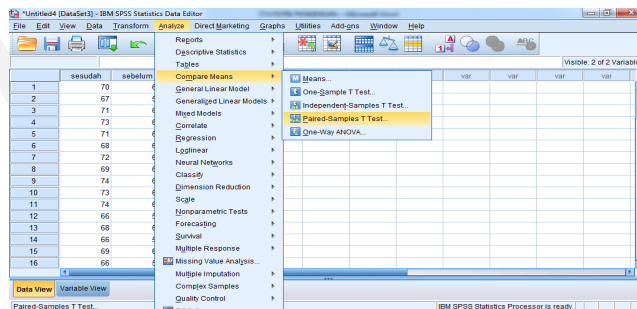 *Untitled4 [DataSet3] - IBM SPSS Statistics Data Editor
File Edit View Data Transform Analyze Direct Marketing Graphs Utilities Add-ons Window Help
Visible: 2 of 2 Variabl
sesudah sebelum var var var var
1 70
2 67
3 71
4 73
5 71
6 68
7 72
8 69
9 74
10 73
11 74
12 66
13 68
14 66
15 69
16 66
Reports
Descriptive Statistics
Tables
Compare Means
General Linear Model
Generalized Linear Models
Mixed Models
Correlate
Regression
Loglinear
Neural Networks
Classify
Dimension Reduction
Scale
Nonparametric Tests
Forecasting
Survival
Multiple Response
Missing Value Analysis...
Multiple Imputation
Complex Samples
Quality Control
Means...
One-Sample T Test...
Independent-Samples T Test...
Paired-Samples T Test...
One-Way ANOVA...
Data View Variable View
Paired-Samples T Test...
IBM SPSS Statistics Processor is ready